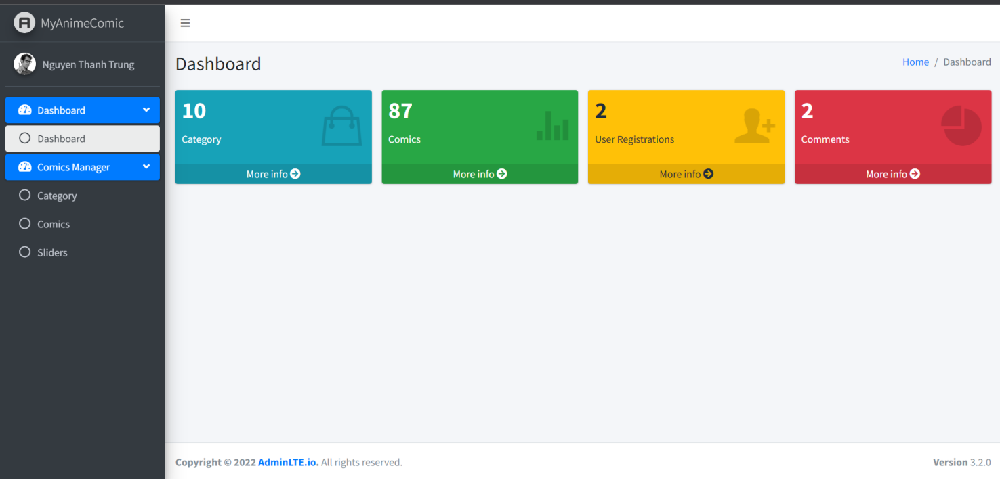 MyAnimeComic
Nguyen Thanh Trung
Dashboard
Dashboard
Comics Manager
Category
Comics
Sliders
Dashboard
Home / Dashboard
10
Category
More info
87
Comics
More info
2
User Registrations
More info
2
Comments
More info
Copyright © 2022 AdminLTE.io. All rights reserved.
Version 3.2.0